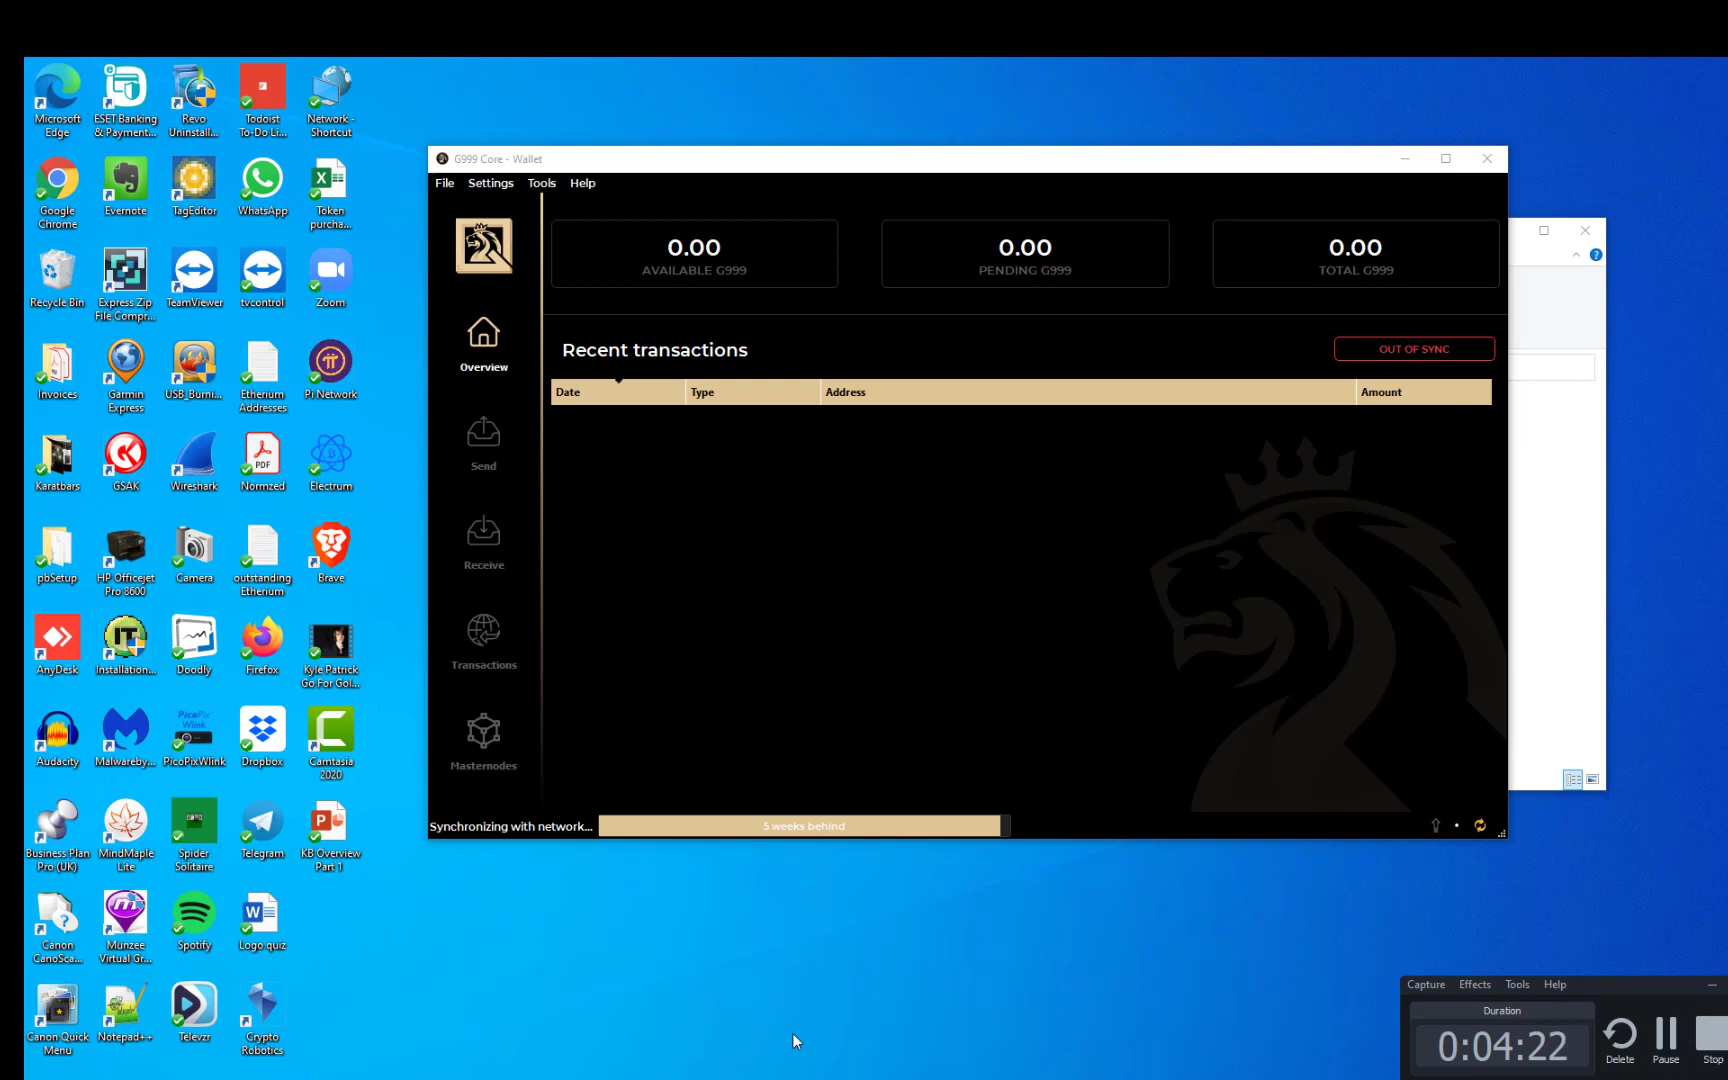 Microsoft
Edge
ESET Banking
& Payment...
Revo
Uninstall...
Todoist
To-Do Li...
Network -
Shortcut
Google
Chrome
Evernote
TagEditor
WhatsApp
Token
purcha...
Recycle Bin
Express Zip
File Compr...
TeamViewer
tvcontrol
Zoom
Invoices
Garmin
Express
USB_Burni...
Etherium
Addresses
Pi Network
Karatbars
GSAK
Wireshark
PDF
Normzed
Electrum
pbSetup
HP Officejet
Pro 8600
Camera
outstanding
Etherium
Brave
AnyDesk
Installation...
Doodly
Firefox
Kyle Patrick
Go For Gol...
Audacity
Malwareby...
PicoPix
Wlink
PicoPixWlink
Dropbox
Camtasia
2020
Business Plan
Pro (UK)
MindMaple
Lite
Spider
Solitaire
Telegram
KB Overview
Part 1
Canon
CanoSca...
Munzee
Virtual Gr...
Spotify
Logo quiz
Canon Quick
Menu
Notepad++
Televzr
Crypto
Robotics
G999 Core - Wallet
File Settings Tools Help
0.00
AVAILABLE G999
0.00
PENDING G999
0.00
TOTAL G999
Overview
Send
Receive
Transactions
Masternodes
Recent transactions
OUT OF SYNC
Date Type Address Amount
Synchronizing with network...
5 weeks behind
Capture Effects Tools Help
Duration
0:04:22
Delete
Pause
Stop